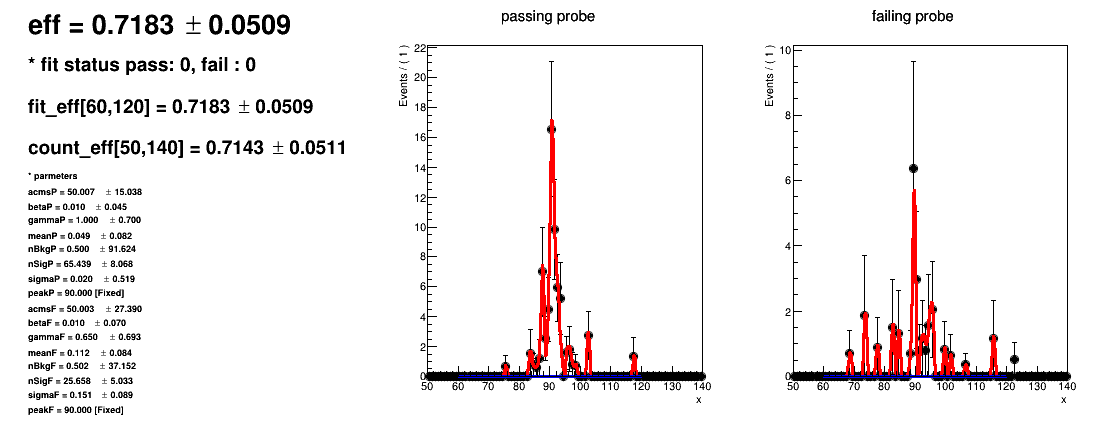 eff = 0.7183 ± 0.0509
* fit status pass: 0, fail : 0
fit_eff[60,120] = 0.7183 ± 0.0509
count_eff[50,140] = 0.7143 ± 0.0511
* parmeters
acmsP = 50.007 ± 15.038
betaP = 0.010 ± 0.045
gammaP = 1.000 ± 0.700
meanP = 0.049 ± 0.082
nBkgP = 0.500 ± 91.624
nSigP = 65.439 ± 8.068
sigmaP = 0.020 ± 0.519
peakP = 90.000 [Fixed]
acmsF = 50.003 ± 27.390
betaF = 0.010 ± 0.070
gammaF = 0.650 ± 0.693
meanF = 0.112 ± 0.084
nBkgF = 0.502 ± 37.152
nSigF = 25.658 ± 5.033
sigmaF = 0.151 ± 0.089
peakF = 90.000 [Fixed]
passing probe
Events / ( 1 )
22
20
18
16
14
12
10
8
6
4
2
0
50 60 70 80 90 100 110 120 130 140
x
failing probe
Events / ( 1 )
10
8
6
4
2
0
50 60 70 80 90 100 110 120 130 140
x